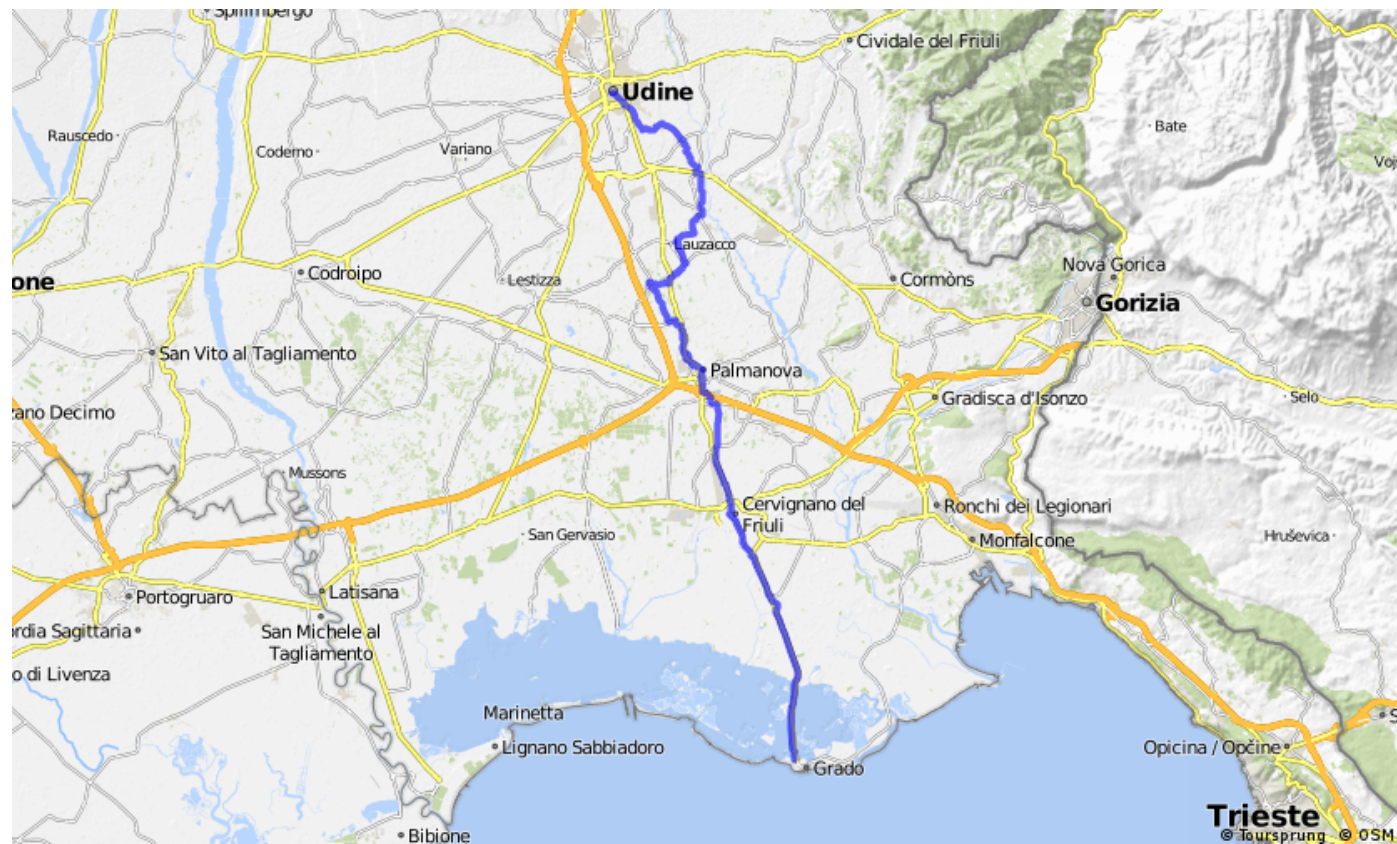 Spilimbergo
Cividale del Friuli
Udine
Bate
Rauscedo
Coderno
Variano
Voj
Lauzacco
Nova Gorica
Codroipo
Lestizza
Cormòns
one
Gorizia
San Vito al Tagliamento
Palmanova
Selo
Gradisca d'Isonzo
zano Decimo
Mussons
Cervignano del
Friuli
Ronchi dei Legionari
San Gervasio
Monfalcone
Hruševica
Portogruaro
Latisana
ordia Sagittaria
San Michele al
Tagliamento
o di Livenza
Marinetta
S
Lignano Sabbiadoro
Opicina / Opčine
Grado
Trieste
Bibione
© Toursprung © OSM